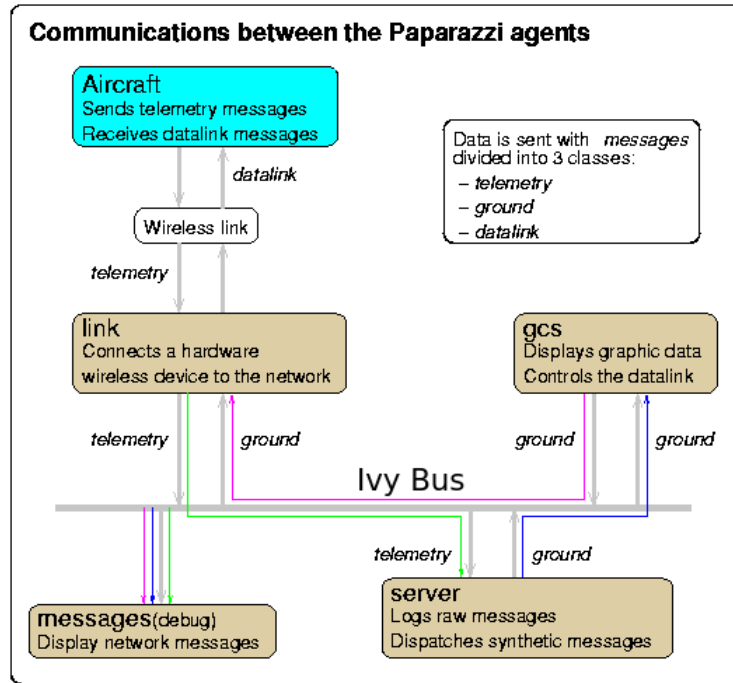 Communications between the Paparazzi agents
Aircraft
Sends telemetry messages
Receives datalink messages
Data is sent with messages
divided into 3 classes:
– telemetry
– ground
– datalink
datalink
Wireless link
telemetry
link
Connects a hardware
wireless device to the network
gcs
Displays graphic data
Controls the datalink
telemetry
ground
ground
ground
Ivy Bus
telemetry
ground
messages(debug)
Display network messages
server
Logs raw messages
Dispatches synthetic messages